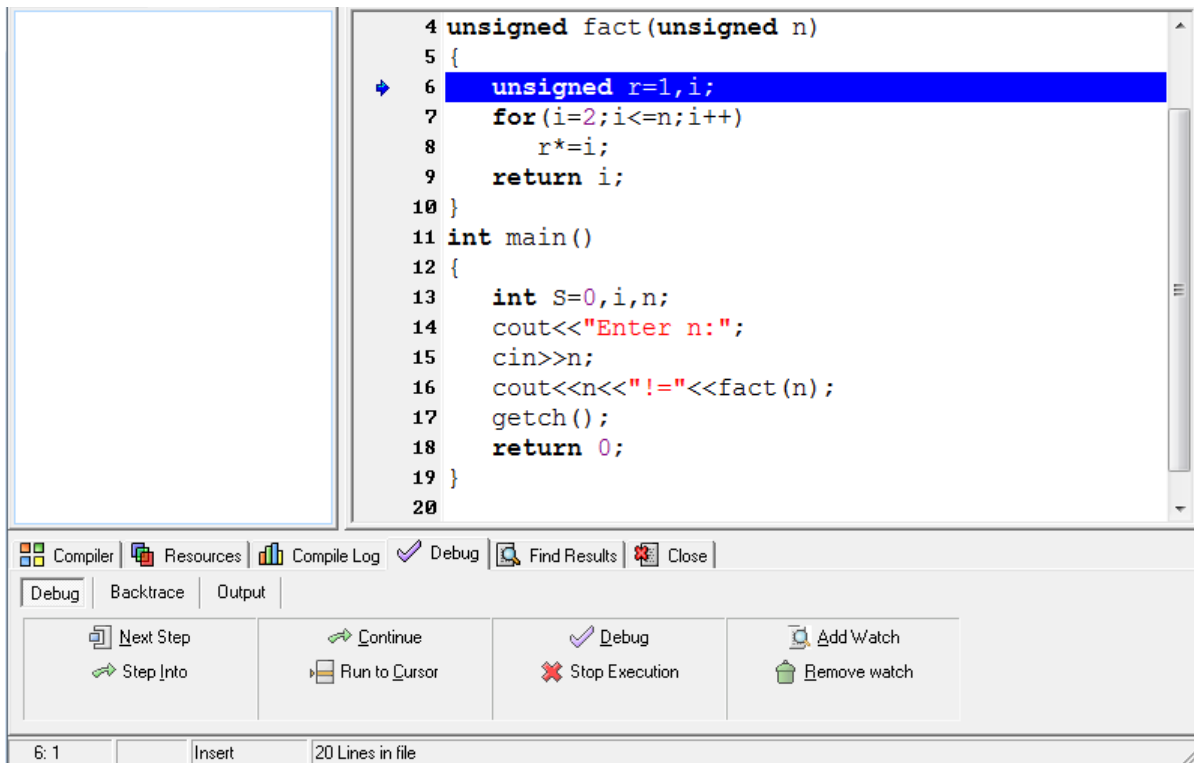 4 unsigned fact(unsigned n)
5 {
6 unsigned r=1,i;
7 for(i=2;i<=n;i++)
8 r*=i;
9 return i;
10 }
11 int main()
12 {
13 int S=0,i,n;
14 cout<<"Enter n:";
15 cin>>n;
16 cout<<n<<"!="<<fact(n);
17 getch();
18 return 0;
19 }
20
Compiler Resources Compile Log Debug Find Results Close
Debug Backtrace Output
Next Step Continue Debug Add Watch
Step Into Run to Cursor Stop Execution Remove watch
6: 1 Insert 20 Lines in file